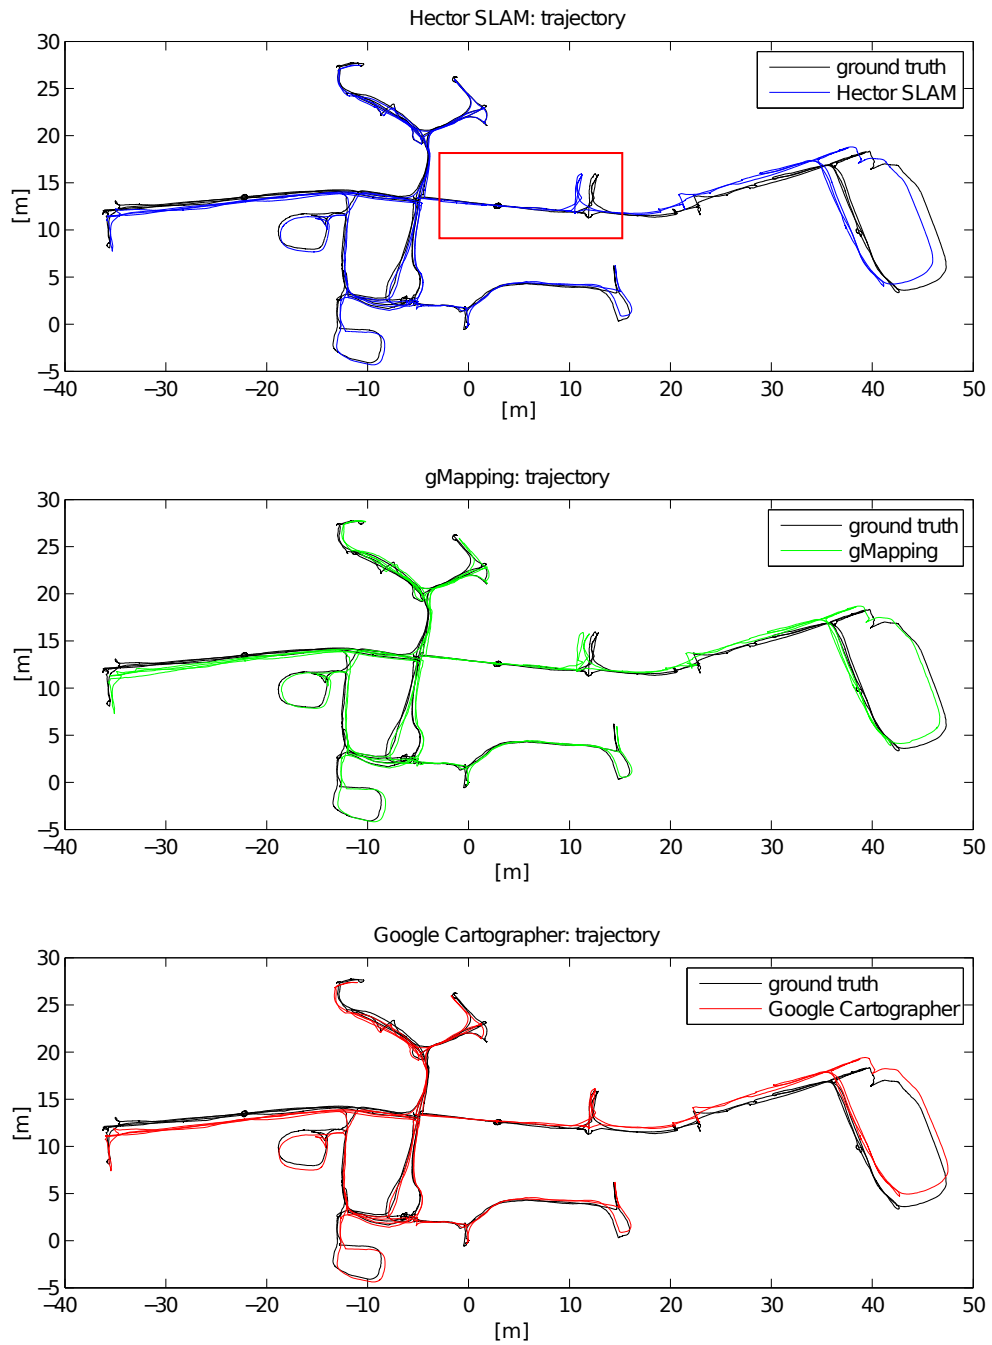 Hector SLAM: trajectory
30
25
20
15
10
5
0
−5
[m]
ground truth
Hector SLAM
−40 −30 −20 −10 0 10 20 30 40 50
[m]
gMapping: trajectory
30
25
20
15
10
5
0
−5
[m]
ground truth
gMapping
−40 −30 −20 −10 0 10 20 30 40 50
[m]
Google Cartographer: trajectory
30
25
20
15
10
5
0
−5
[m]
ground truth
Google Cartographer
−40 −30 −20 −10 0 10 20 30 40 50
[m]